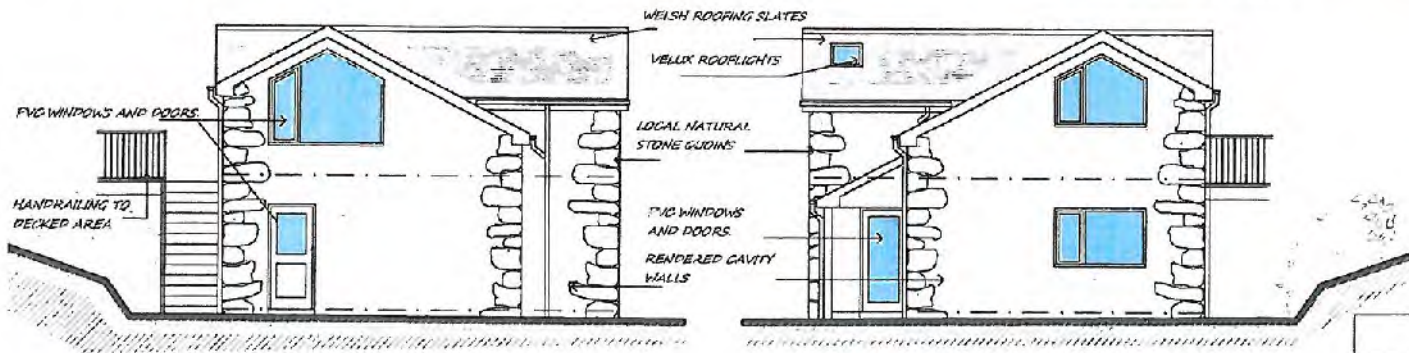 WELSH ROOFING SLATES
VELUX ROOFLIGHTS
PVC WINDOWS AND DOORS.
LOCAL NATURAL
STONE QUOINS
HANDRAILING TO
DECKED AREA
PVC WINDOWS
AND DOORS.
RENDERED CAVITY
WALLS